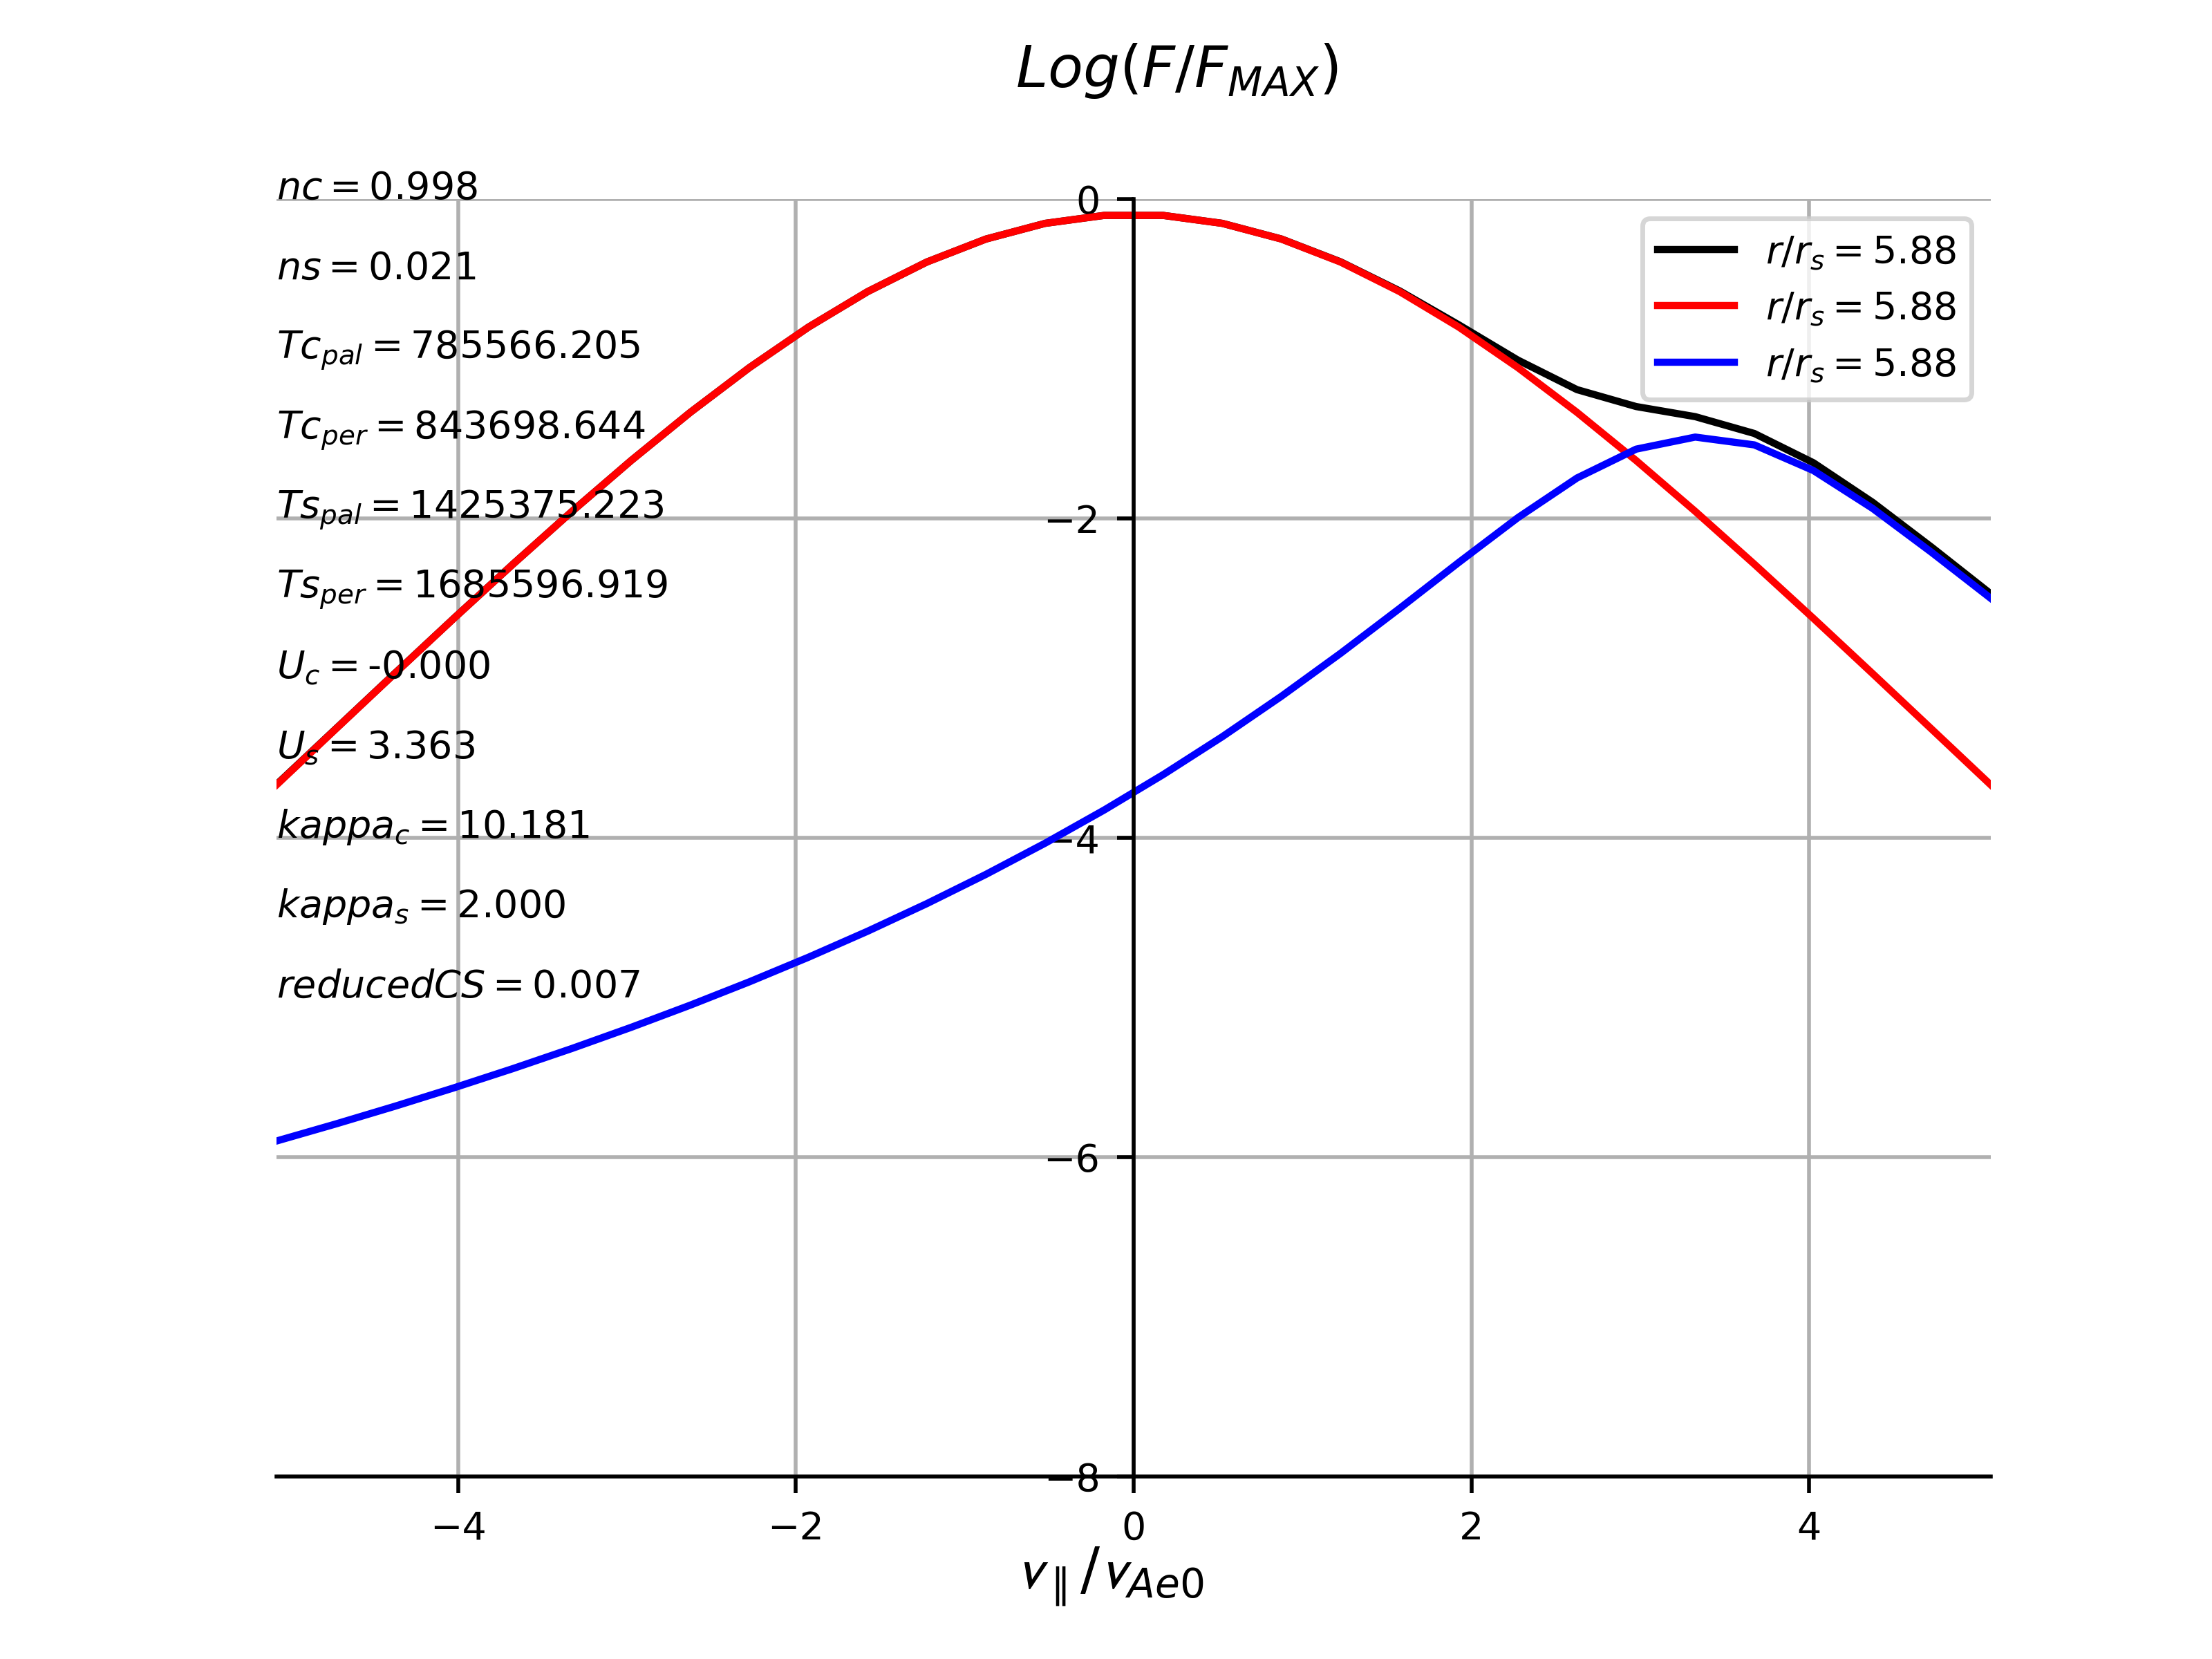 Log(F/F_MAX)
nc = 0.998
ns = 0.021
Tc_pal = 785566.205
Tc_per = 843698.644
Ts_pal = 1425375.223
Ts_per = 1685596.919
U_c = -0.000
U_s = 3.363
kappa_c = 10.181
kappa_s = 2.000
reducedCS = 0.007
r/r_s = 5.88
r/r_s = 5.88
r/r_s = 5.88
0
−2
−4
−6
−8
−4 −2 0 2 4
v_∥/v_Ae0